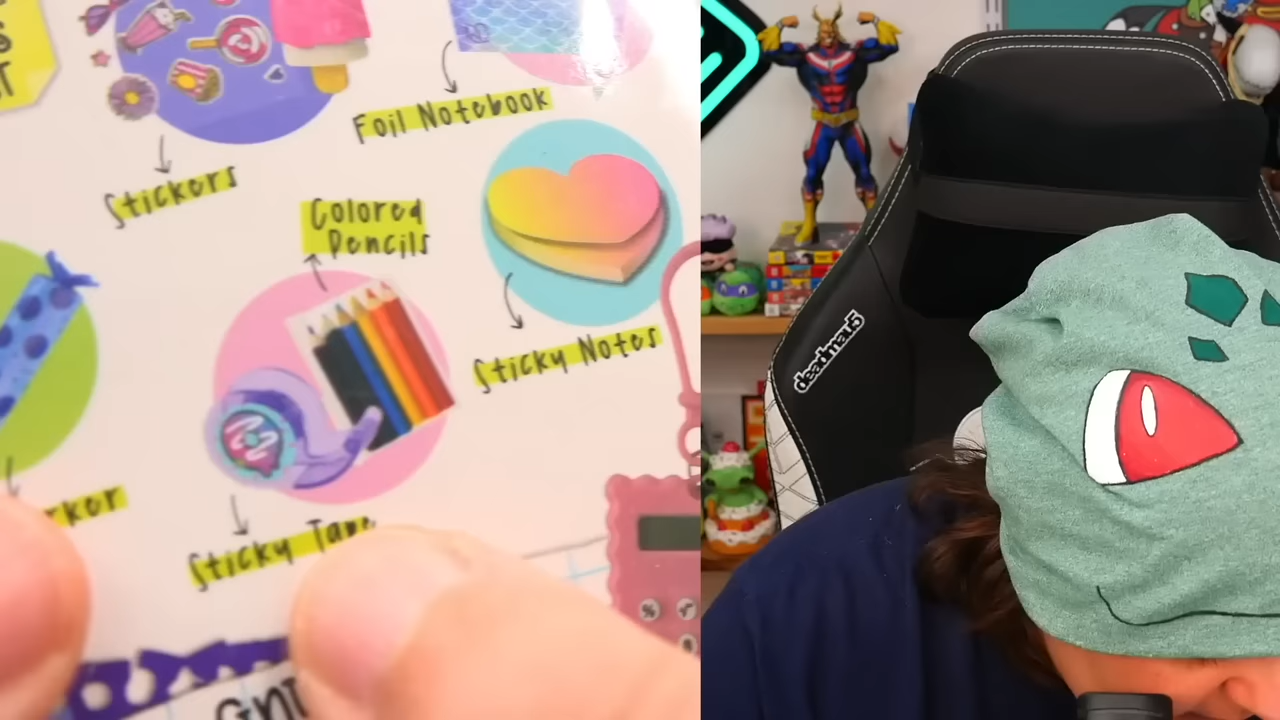 Foil Notebook
Stickers
Colored
Pencils
Sticky Notes
Sticky Tape
deadmau5